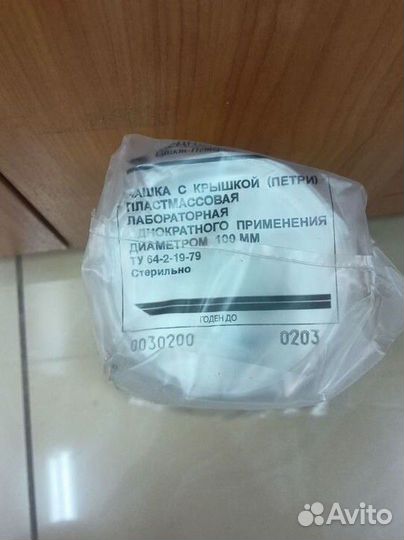 ЧАШКА С КРЫШКОЙ (ПЕТРИ)
ПЛАСТМАССОВАЯ
ЛАБОРАТОРНАЯ
ОДНОКРАТНОГО ПРИМЕНЕНИЯ
ДИАМЕТРОМ 100 ММ
ТУ 64-2-19-79
Стерильно
ГОДЕН ДО
0030200 0203
Avito